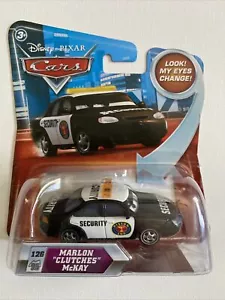 3+
Disney · PIXAR
Cars
LOOK!
MY EYES
CHANGE!
SECURITY
126
MARLON
"CLUTCHES"
McKAY